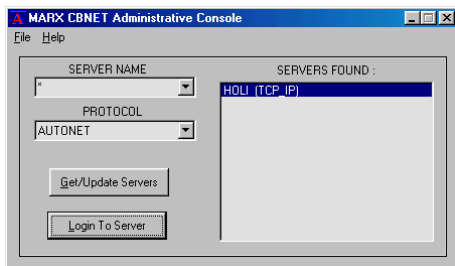 MARX CBNET Administrative Console
File Help
SERVER NAME
*
PROTOCOL
AUTONET
Get/Update Servers
Login To Server
SERVERS FOUND :
HOLI (TCP_IP)